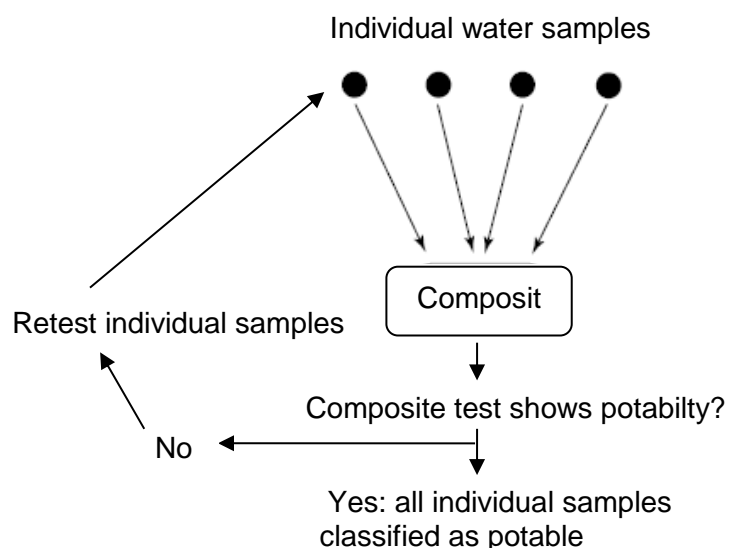 Individual water samples
Composit
Retest individual samples
Composite test shows potabilty?
No
Yes: all individual samples
classified as potable